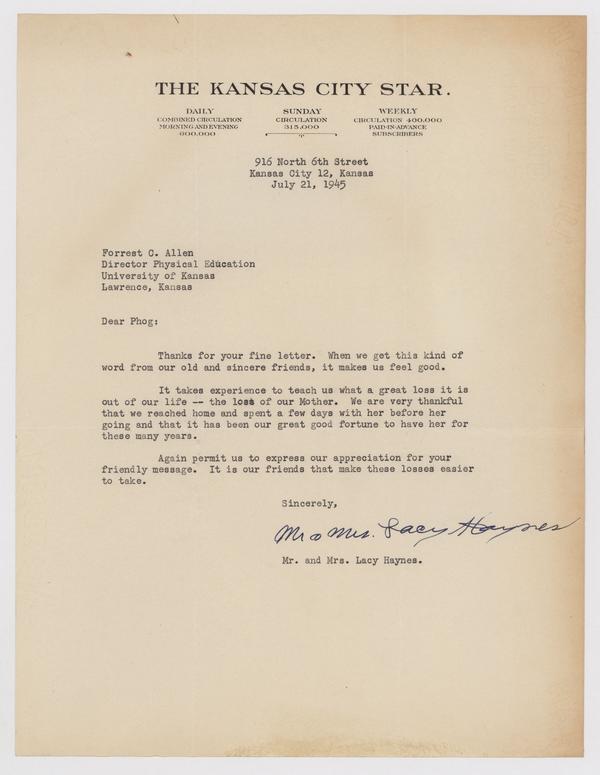 THE KANSAS CITY STAR.
DAILY
COMBINED CIRCULATION
MORNING AND EVENING
600,000
SUNDAY
CIRCULATION
315,000
WEEKLY
CIRCULATION 400,000
PAID-IN-ADVANCE
SUBSCRIBERS
916 North 6th Street
Kansas City 12, Kansas
July 21, 1945
Forrest C. Allen
Director Physical Education
University of Kansas
Lawrence, Kansas
Dear Phog:
Thanks for your fine letter. When we get this kind of
word from our old and sincere friends, it makes us feel good.
It takes experience to teach us what a great loss it is
out of our life -- the loss of our Mother. We are very thankful
that we reached home and spent a few days with her before her
going and that it has been our great good fortune to have her for
these many years.
Again permit us to express our appreciation for your
friendly message. It is our friends that make these losses easier
to take.
Sincerely,
Mr & Mrs. Lacy Haynes
Mr. and Mrs. Lacy Haynes.